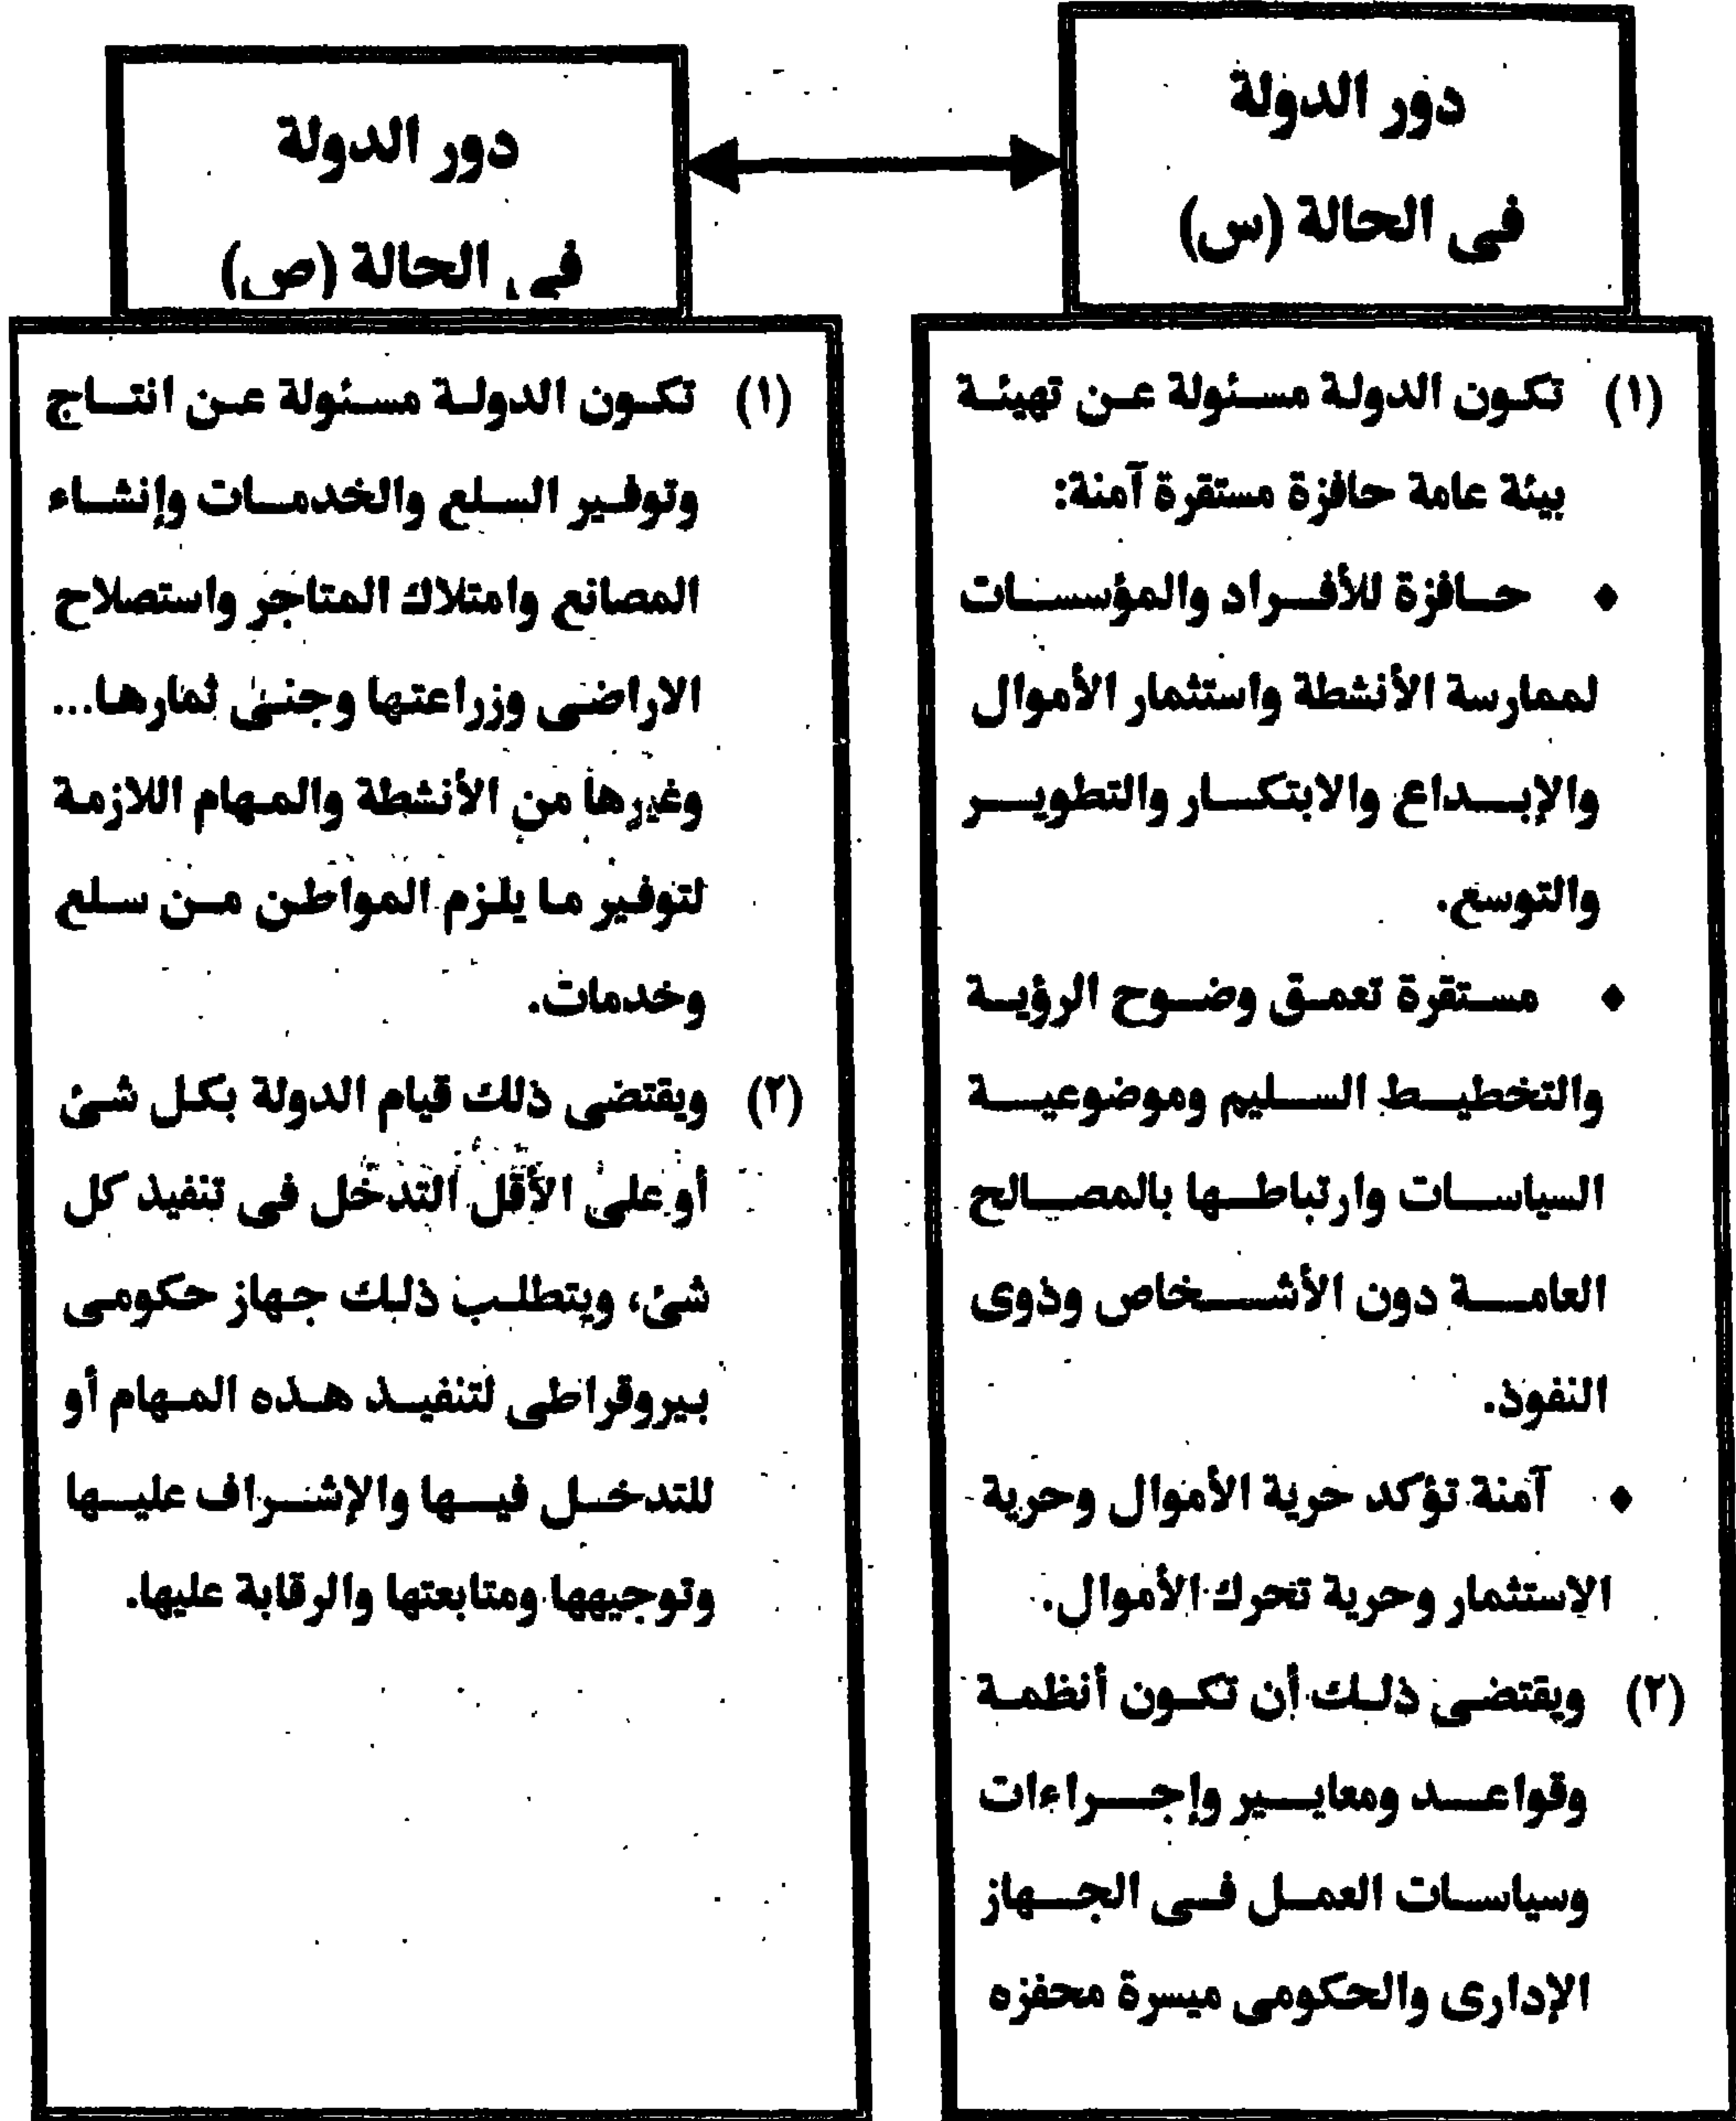 دور الدولة
فى الحالة (س)
(١) تكون الدولة مسئولة عن تهيئة
بيئة عامة حافزة مستقرة آمنة:
♦ حافزة للأفراد والمؤسسات
لممارسة الأنشطة واستثمار الأموال
والإبداع والابتكار والتطوير
والتوسع.
♦ مستقرة تعمق وضوح الرؤية
والتخطيط السليم وموضوعية
السياسات وارتباطها بالمصالح
العامة دون الأشخاص وذوى
النفوذ.
♦ آمنة تؤكد حرية الأموال وحرية
الاستثمار وحرية تحرك الأموال.
(٢) ويقتضى ذلك أن تكون أنظمة
وقواعد ومعايير وإجراءات
وسياسات العمل فى الجهاز
الإدارى والحكومى ميسرة محفزه
دور الدولة
فى الحالة (ص)
(١) تكون الدولة مسئولة عن انتاج
وتوفير السلع والخدمات وإنشاء
المصانع وامتلاك المتاجر واستصلاح
الاراضى وزراعتها وجنى ثمارها...
وغيرها من الأنشطة والمهام اللازمة
لتوفير ما يلزم المواطن من سلع
وخدمات.
(٢) ويقتضى ذلك قيام الدولة بكل شئ
أو على الأقل التدخل فى تنفيذ كل
شئ، ويتطلب ذلك جهاز حكومى
بيروقراطى لتنفيذ هذه المهام أو
للتدخل فيها والإشراف عليها
وتوجيهها ومتابعتها والرقابة عليها.